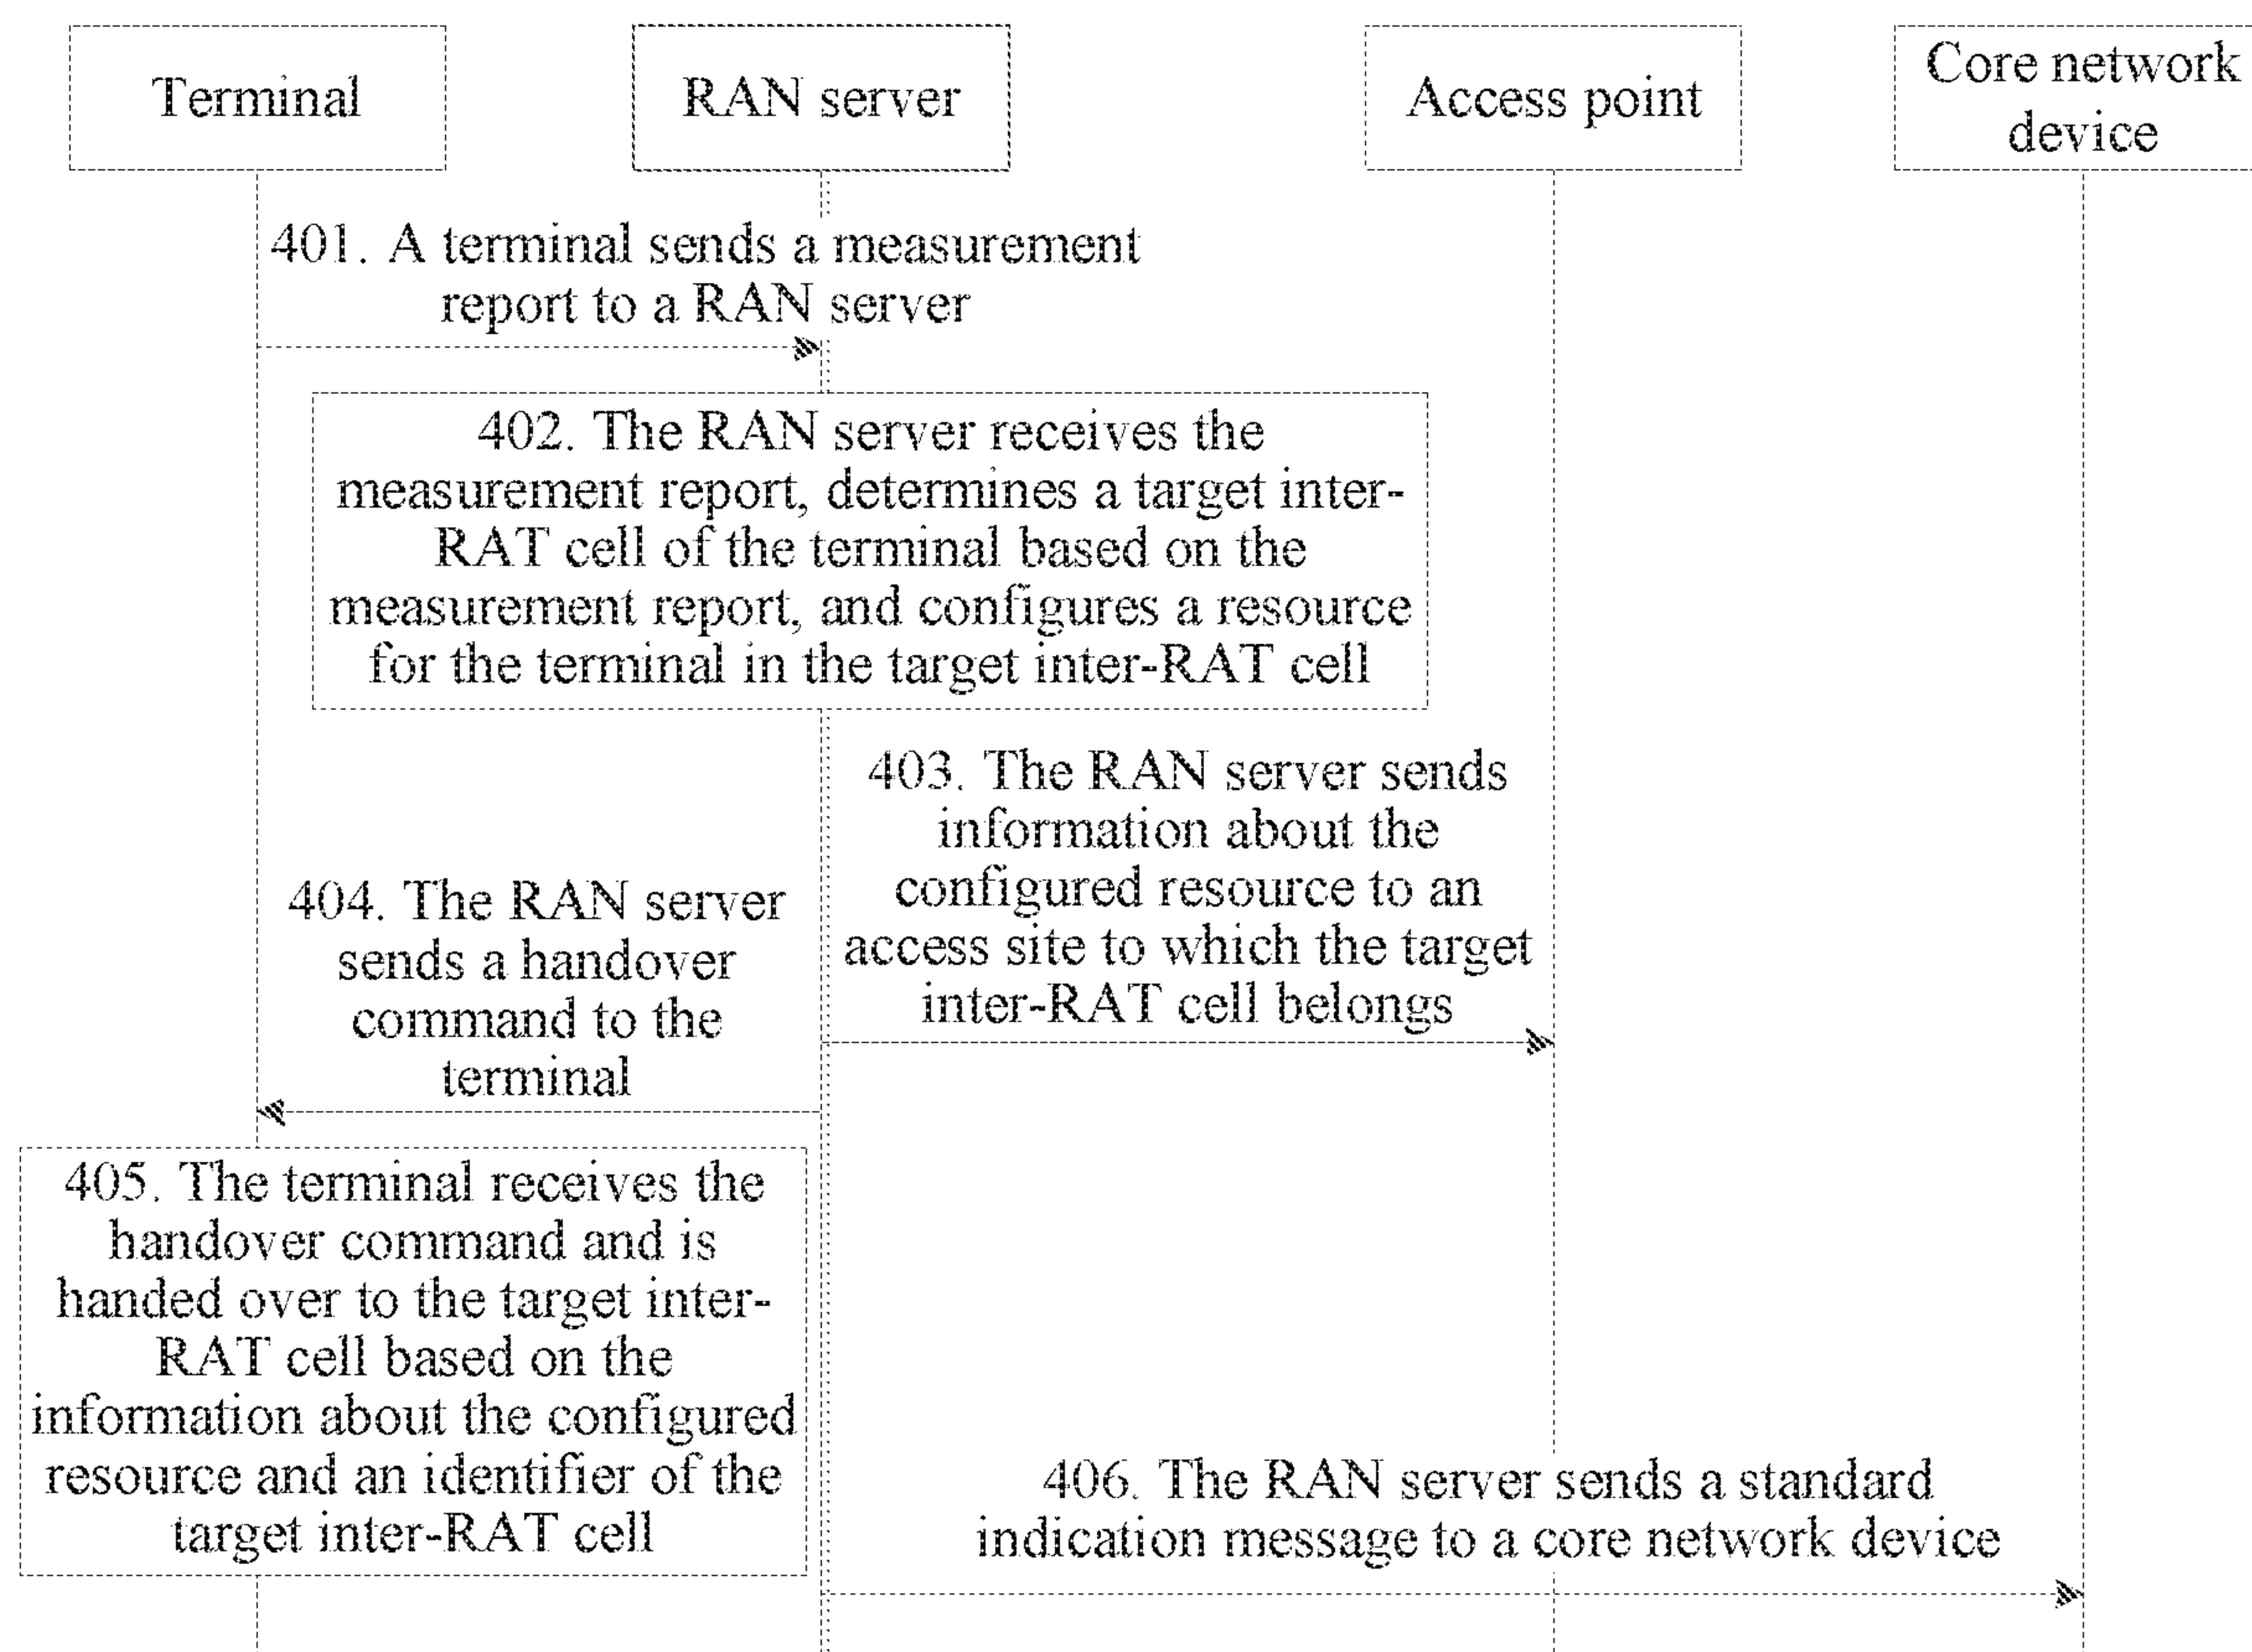 Terminal
RAN server
Access point
Core network
device
401. A terminal sends a measurement
report to a RAN server
402. The RAN server receives the
measurement report, determines a target inter-
RAT cell of the terminal based on the
measurement report, and configures a resource
for the terminal in the target inter-RAT cell
403. The RAN server sends
information about the
configured resource to an
access site to which the target
inter-RAT cell belongs
404. The RAN server
sends a handover
command to the
terminal
405. The terminal receives the
handover command and is
handed over to the target inter-
RAT cell based on the
information about the configured
resource and an identifier of the
target inter-RAT cell
406. The RAN server sends a standard
indication message to a core network device